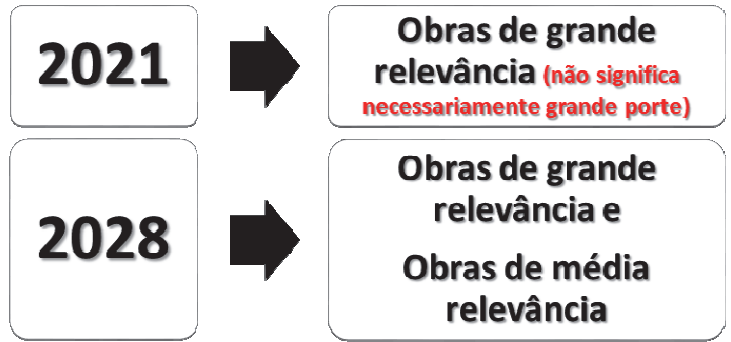 2021
Obras de grande
relevância (não significa
necessariamente grande porte)
2028
Obras de grande
relevância e
Obras de média
relevância